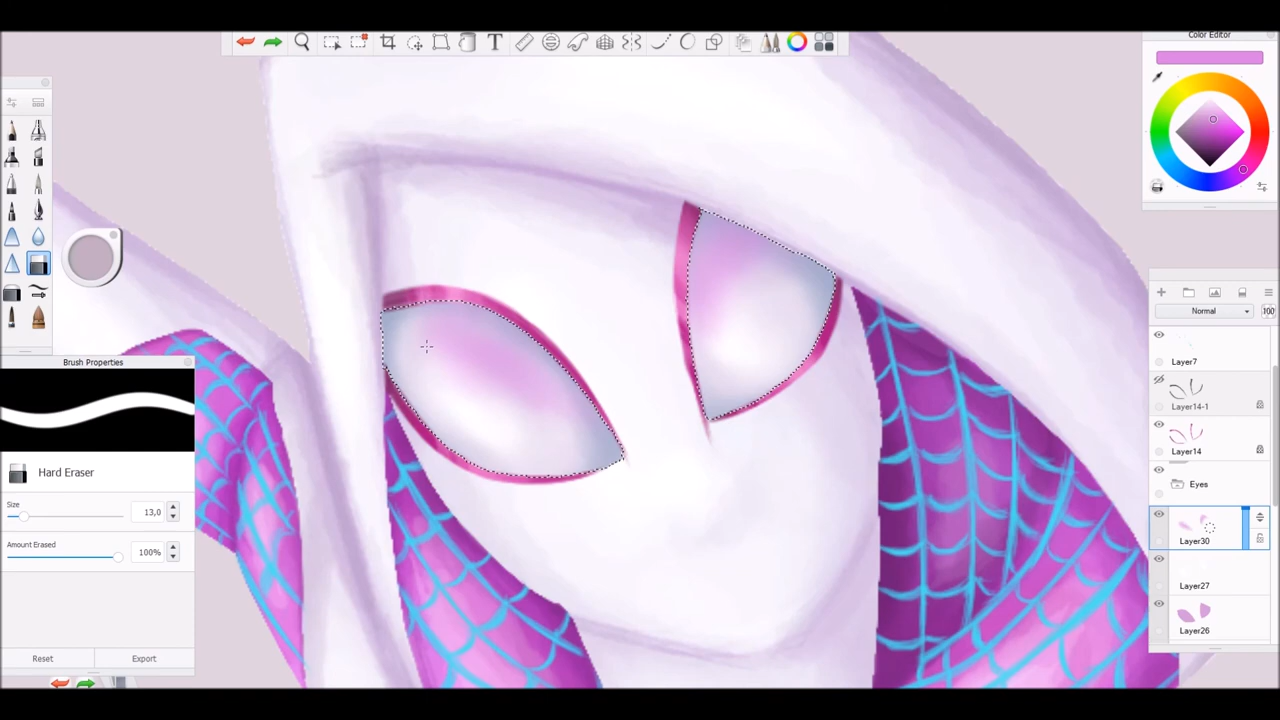 T
Color Editor
Normal
100
Layer7
Layer14-1
Layer14
Eyes
Layer30
Layer27
Layer26
Brush Properties
Hard Eraser
Size
13,0
Amount Erased
100%
Reset
Export